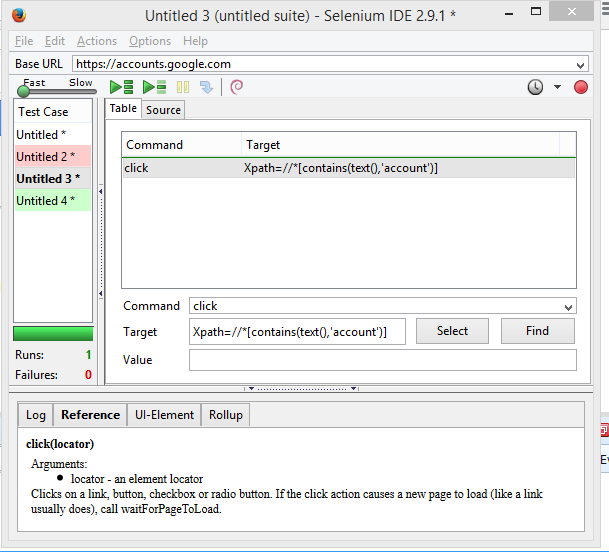 Untitled 3 (untitled suite) - Selenium IDE 2.9.1 *
File Edit Actions Options Help
Base URL https://accounts.google.com
Fast Slow
Table Source
Test Case
Untitled *
Untitled 2 *
Untitled 3 *
Untitled 4 *
Command Target
click Xpath=//*[contains(text(),'account')]
Command click
Target Xpath=//*[contains(text(),'account')] Select Find
Value
Runs: 1
Failures: 0
Log Reference UI-Element Rollup
click(locator)
Arguments:
locator - an element locator
Clicks on a link, button, checkbox or radio button. If the click action causes a new page to load (like a link
usually does), call waitForPageToLoad.